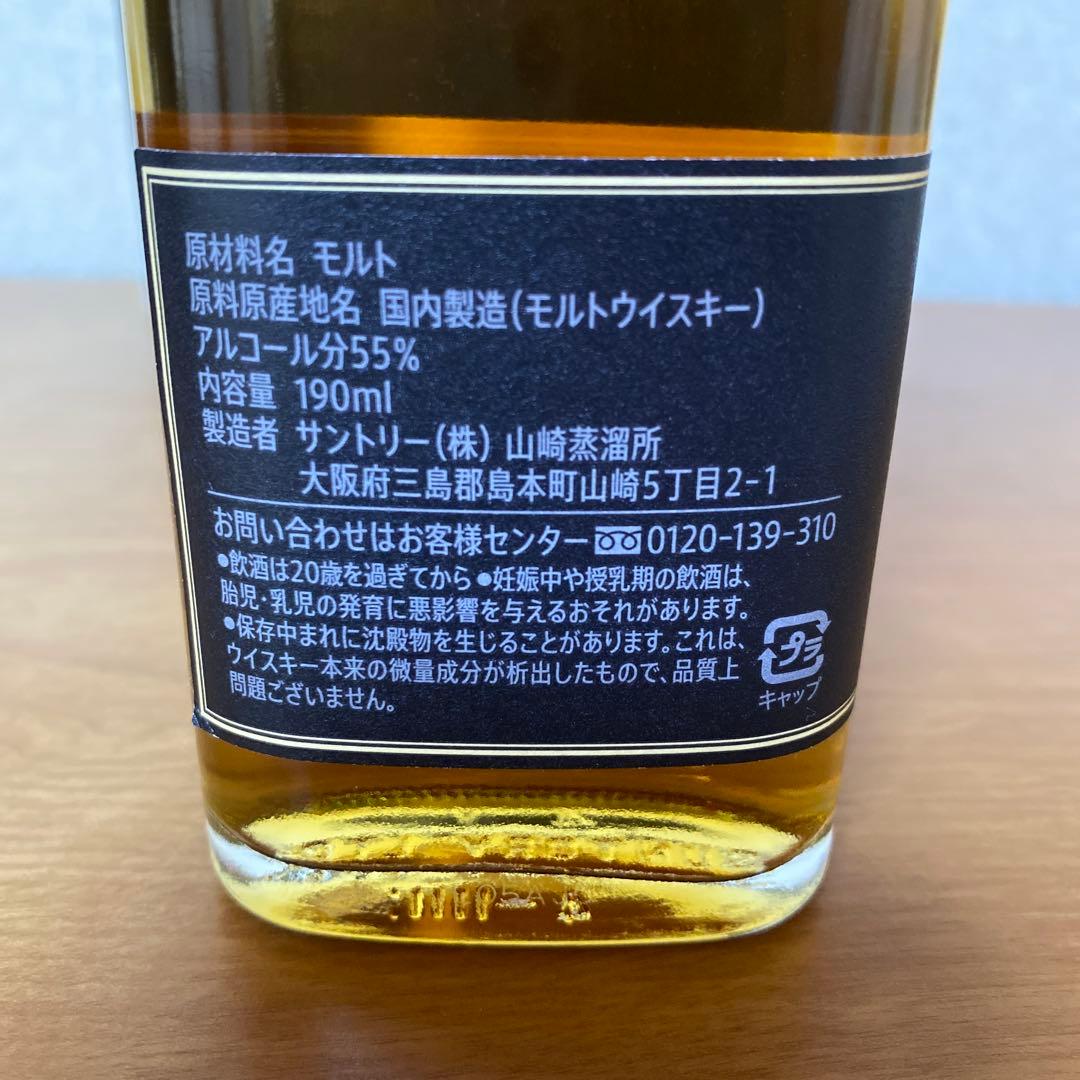 原材料名 モルト
原料原産地名 国内製造(モルトウイスキー)
アルコール分55%
内容量 190ml
製造者 サントリー(株) 山崎蒸溜所
大阪府三島郡島本町山崎5丁目2-1
お問い合わせはお客様センター 0120-139-310
•飲酒は20歳を過ぎてから •妊娠中や授乳期の飲酒は、
胎児・乳児の発育に悪影響を与えるおそれがあります。
•保存中まれに沈殿物を生じることがあります。これは、
ウイスキー本来の微量成分が析出したもので、品質上
問題ございません。
プラ
キャップ